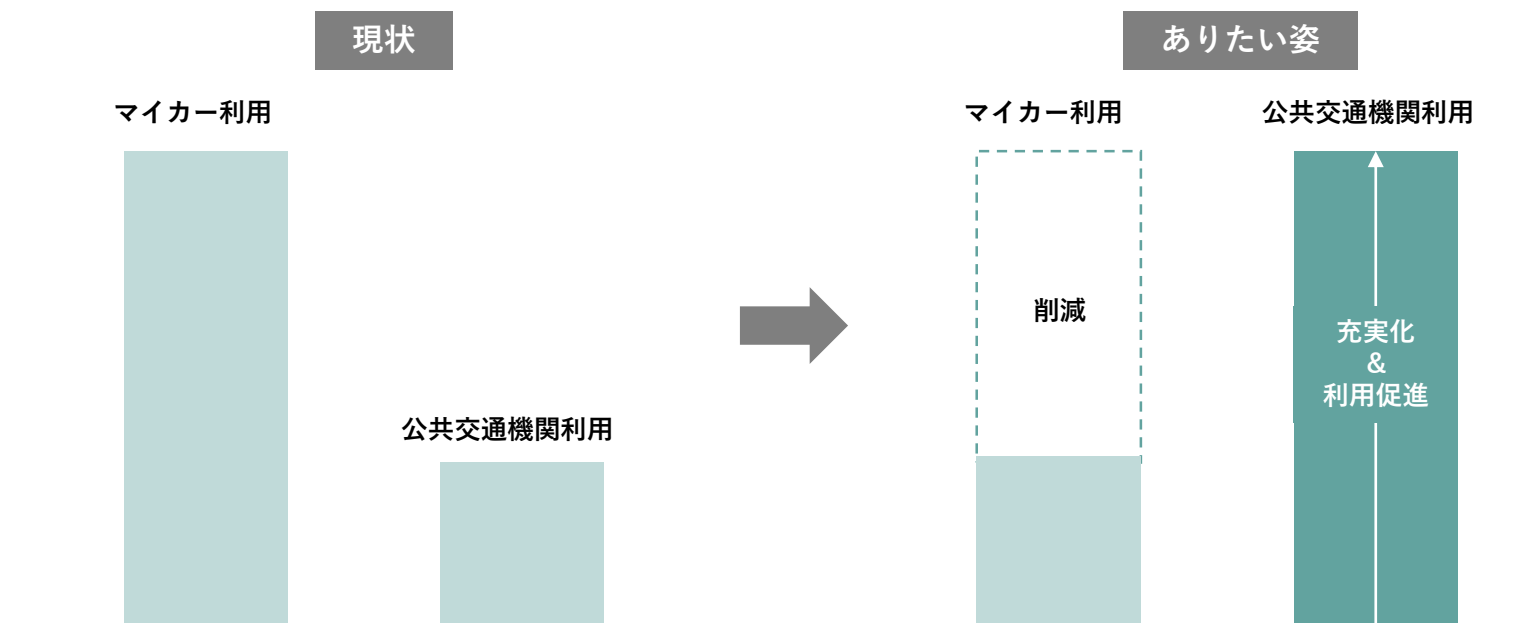 現状
マイカー利用
公共交通機関利用
ありたい姿
マイカー利用
公共交通機関利用
削減
充実化
&
利用促進